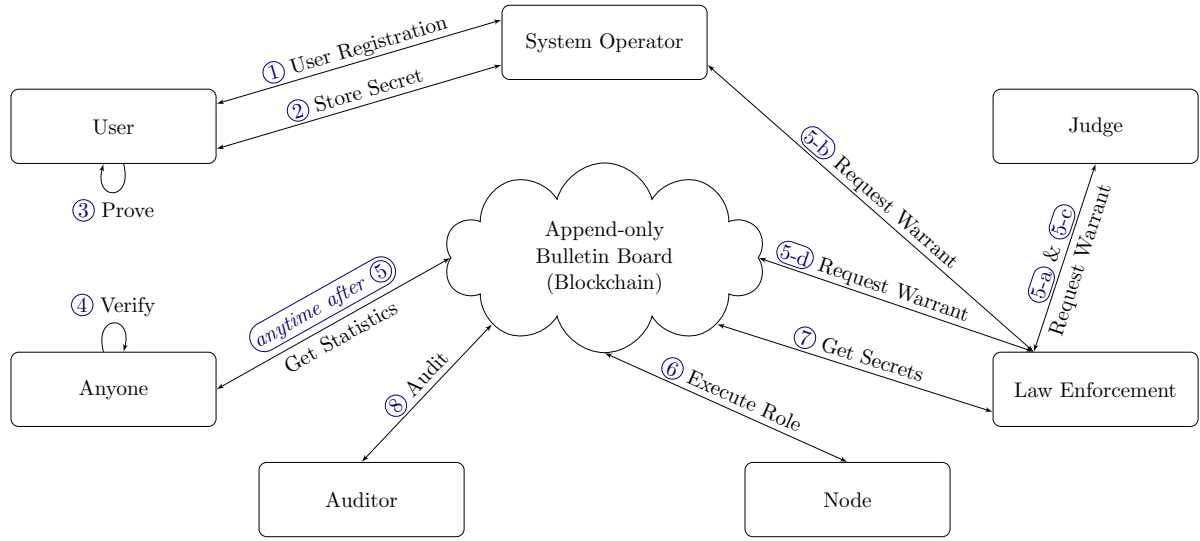 System Operator
① User Registration
② Store Secret
User
③ Prove
Judge
5-b Request Warrant
5-a & 5-c
Request Warrant
Append-only
Bulletin Board
(Blockchain)
5-d Request Warrant
④ Verify
anytime after ⑤
Get Statistics
Anyone
⑦ Get Secrets
Law Enforcement
⑧ Audit
⑥ Execute Role
Auditor
Node